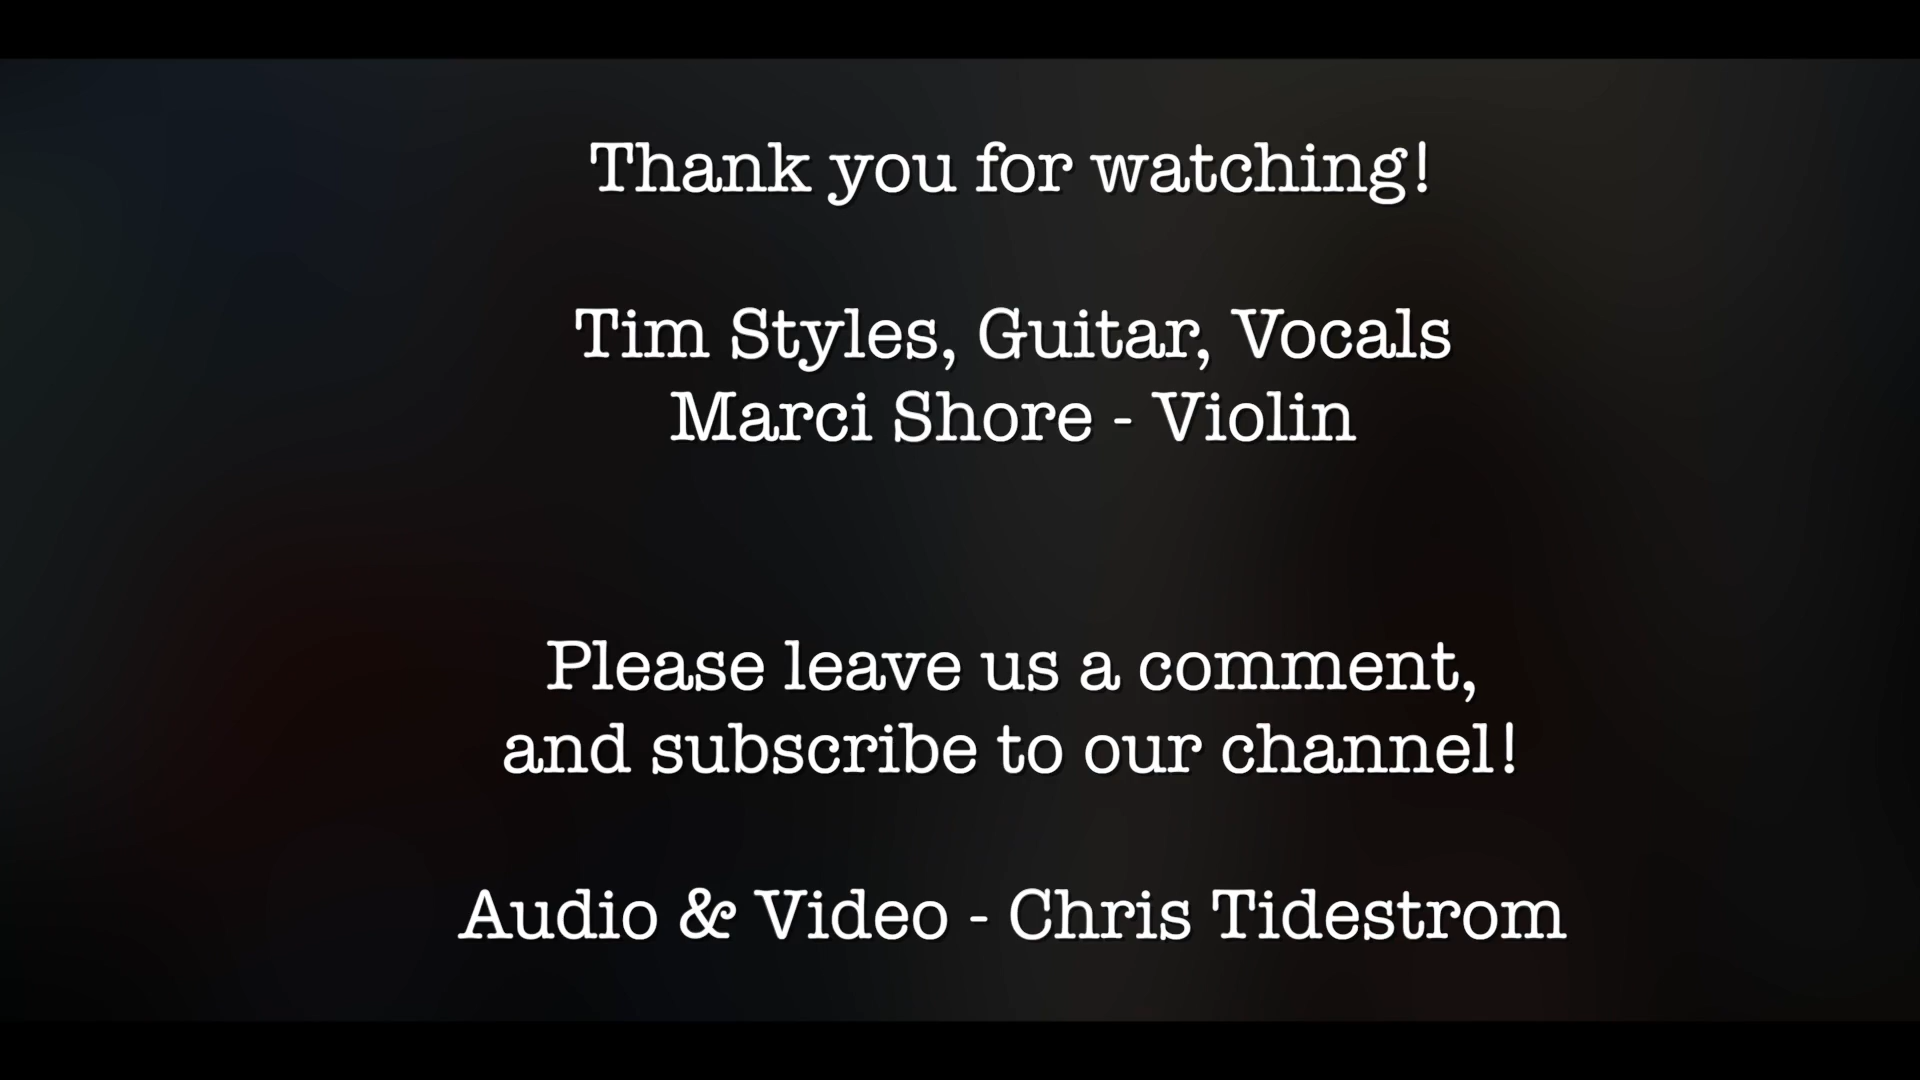 Thank you for watching!
Tim Styles, Guitar, Vocals
Marci Shore - Violin
Please leave us a comment,
and subscribe to our channel!
Audio & Video - Chris Tidestrom